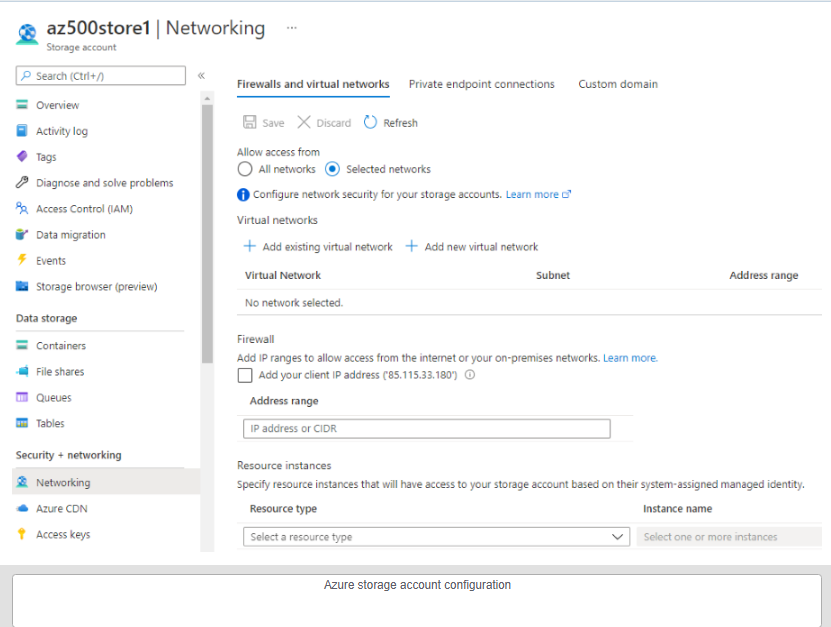 az500store1 | Networking ...
Storage account
Search (Ctrl+/)
«
Overview
Activity log
Tags
Diagnose and solve problems
Access Control (IAM)
Data migration
Events
Storage browser (preview)
Data storage
Containers
File shares
Queues
Tables
Security + networking
Networking
Azure CDN
Access keys
Firewalls and virtual networks Private endpoint connections Custom domain
Save Discard Refresh
Allow access from
All networks Selected networks
Configure network security for your storage accounts. Learn more
Virtual networks
+ Add existing virtual network + Add new virtual network
Virtual Network Subnet Address range
No network selected.
Firewall
Add IP ranges to allow access from the internet or your on-premises networks. Learn more.
Add your client IP address ('85.115.33.180')
Address range
IP address or CIDR
Resource instances
Specify resource instances that will have access to your storage account based on their system-assigned managed identity.
Resource type Instance name
Select a resource type Select one or more instances
Azure storage account configuration